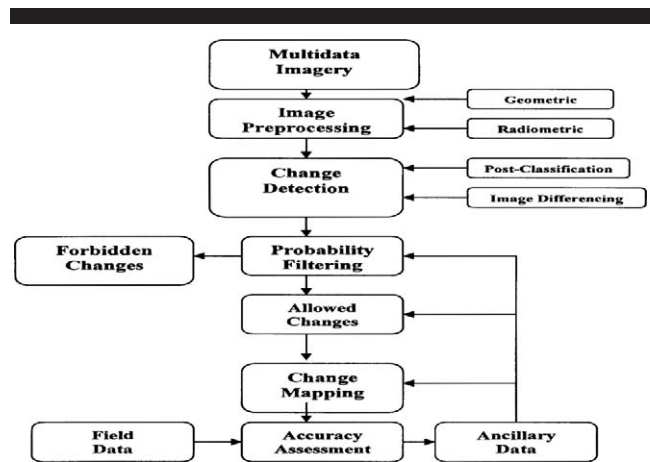 Multidata
Imagery
Image
Preprocessing
Geometric
Radiometric
Change
Detection
Post-Classification
Image Differencing
Forbidden
Changes
Probability
Filtering
Allowed
Changes
Change
Mapping
Field
Data
Accuracy
Assessment
Ancillary
Data